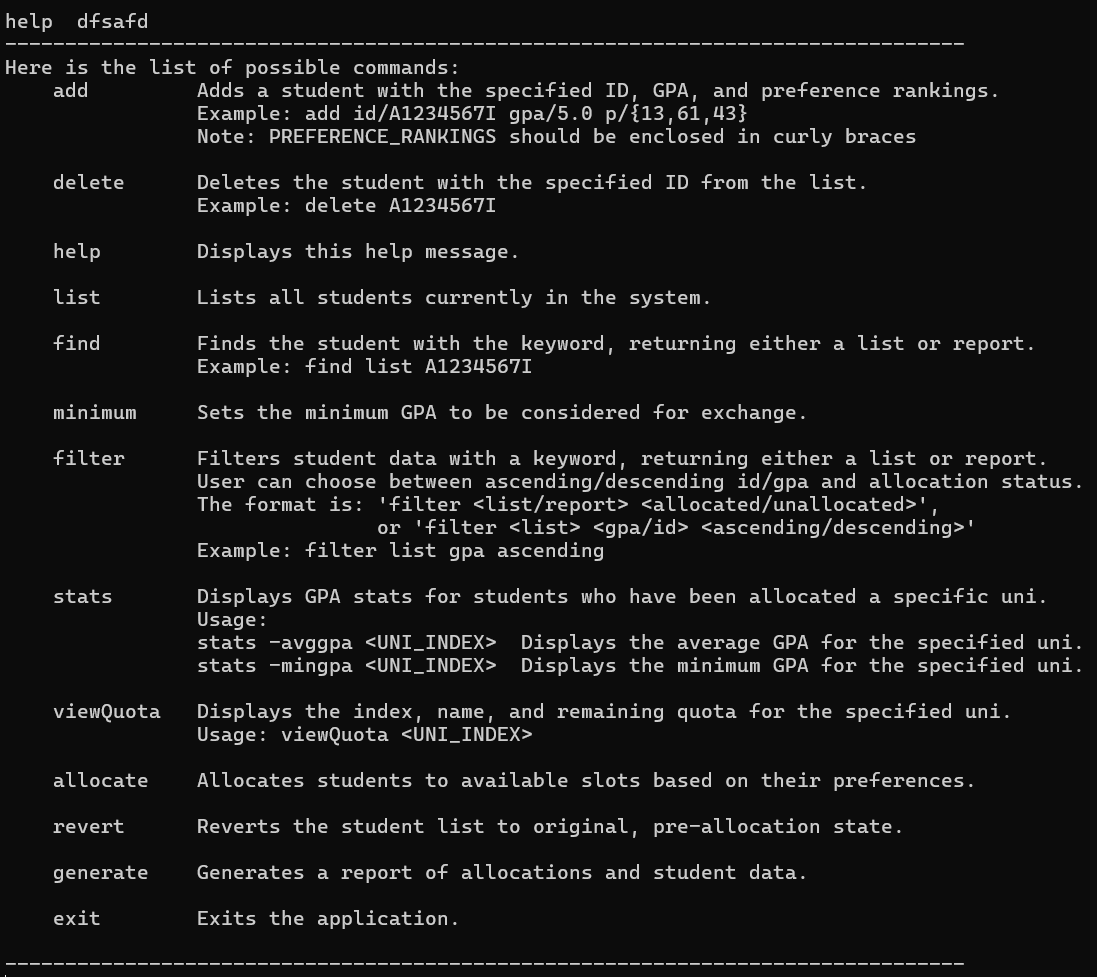 help  dfsafd
--------------------------------------------------------------------------------
Here is the list of possible commands:
    add         Adds a student with the specified ID, GPA, and preference rankings.
                Example: add id/A1234567I gpa/5.0 p/{13,61,43}
                Note: PREFERENCE_RANKINGS should be enclosed in curly braces

    delete      Deletes the student with the specified ID from the list.
                Example: delete A1234567I

    help        Displays this help message.

    list        Lists all students currently in the system.

    find        Finds the student with the keyword, returning either a list or report.
                Example: find list A1234567I

    minimum     Sets the minimum GPA to be considered for exchange.

    filter      Filters student data with a keyword, returning either a list or report.
                User can choose between ascending/descending id/gpa and allocation status.
                The format is: 'filter <list/report> <allocated/unallocated>',
                               or 'filter <list> <gpa/id> <ascending/descending>'
                Example: filter list gpa ascending

    stats       Displays GPA stats for students who have been allocated a specific uni.
                Usage:
                stats -avggpa <UNI_INDEX>  Displays the average GPA for the specified uni.
                stats -mingpa <UNI_INDEX>  Displays the minimum GPA for the specified uni.

    viewQuota   Displays the index, name, and remaining quota for the specified uni.
                Usage: viewQuota <UNI_INDEX>

    allocate    Allocates students to available slots based on their preferences.

    revert      Reverts the student list to original, pre-allocation state.

    generate    Generates a report of allocations and student data.

    exit        Exits the application.

--------------------------------------------------------------------------------